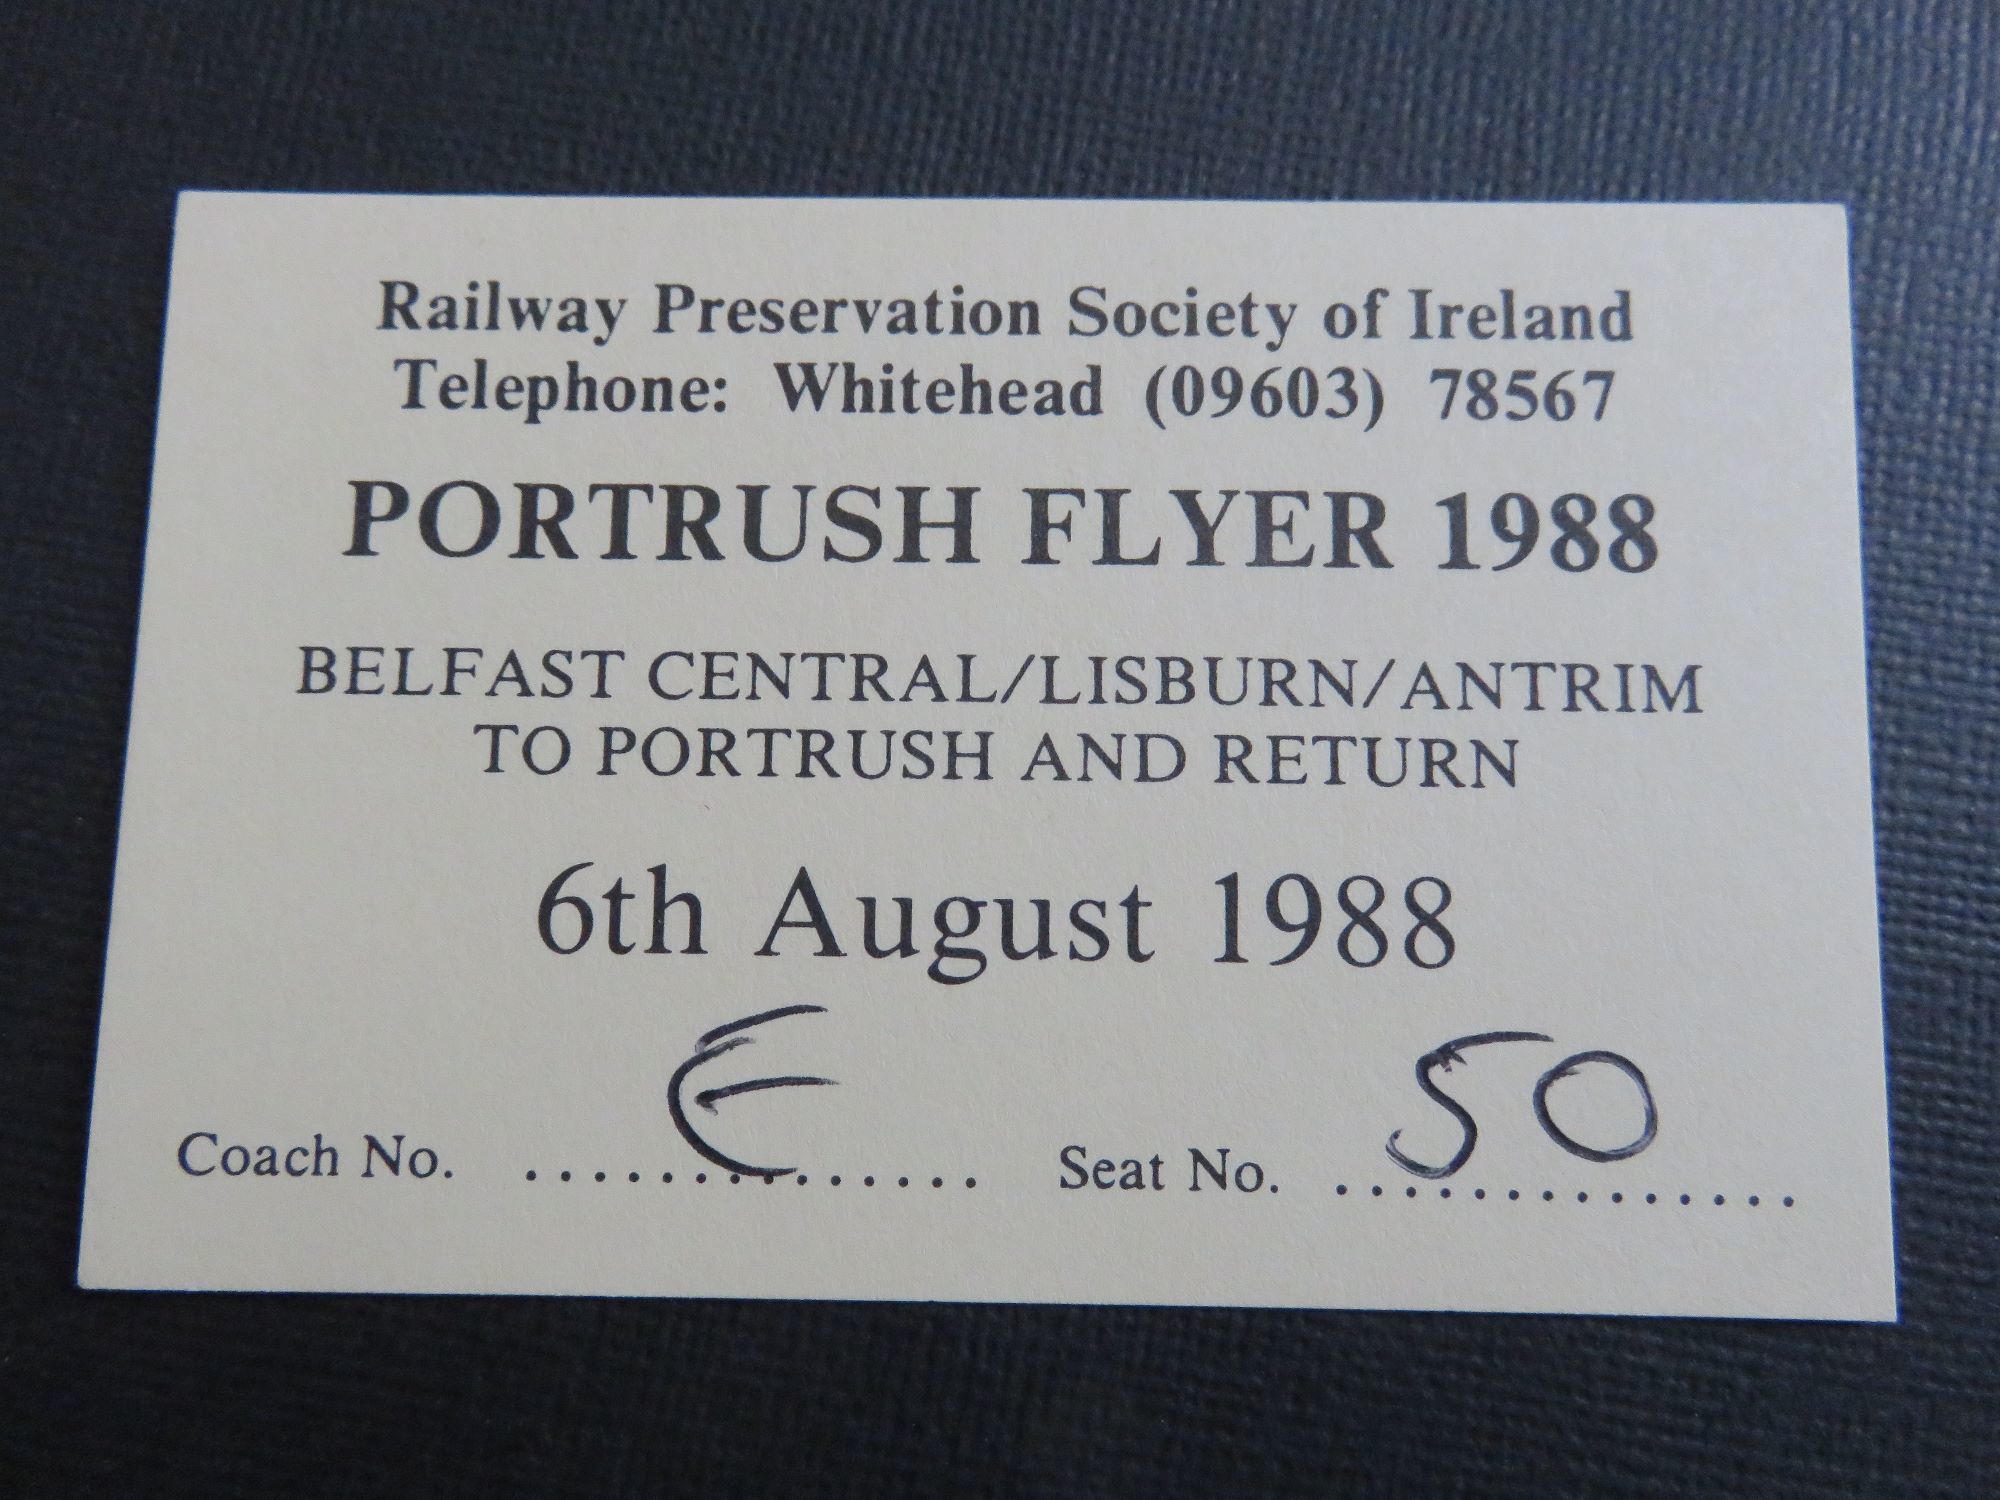 Railway Preservation Society of Ireland
Telephone: Whitehead (09603) 78567
PORTRUSH FLYER 1988
BELFAST CENTRAL/LISBURN/ANTRIM
TO PORTRUSH AND RETURN
6th August 1988
Coach No. ............... E Seat No. ............... 50